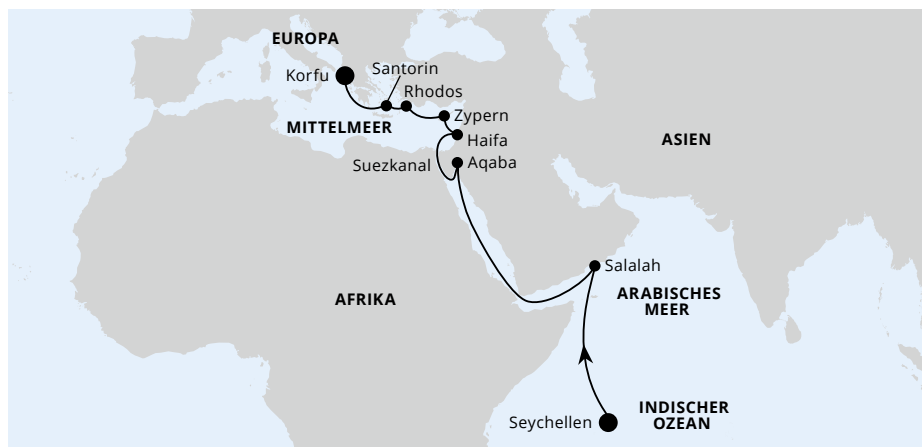 EUROPA
Santorin
Korfu
Rhodos
Zypern
MITTELMEER
Haifa
ASIEN
Suezkanal
Aqaba
Salalah
AFRIKA
ARABISCHES
MEER
Seychellen
INDISCHER
OZEAN